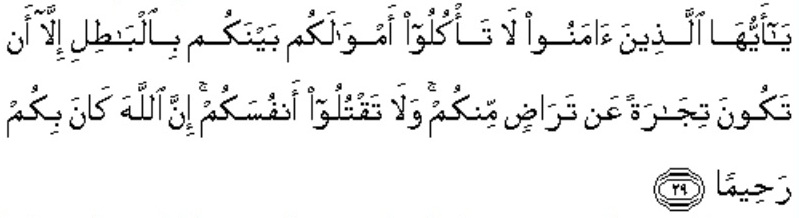 يَـٰٓأَيُّهَا ٱلَّذِينَ ءَامَنُوا۟ لَا تَأْكُلُوٓا۟ أَمْوَٰلَكُم بَيْنَكُم بِٱلْبَـٰطِلِ إِلَّآ أَن
تَكُونَ تِجَـٰرَةً عَن تَرَاضٍ مِّنكُمْ ۚ وَلَا تَقْتُلُوٓا۟ أَنفُسَكُمْ ۚ إِنَّ ٱللَّهَ كَانَ بِكُمْ
رَحِيمًا ٢٩